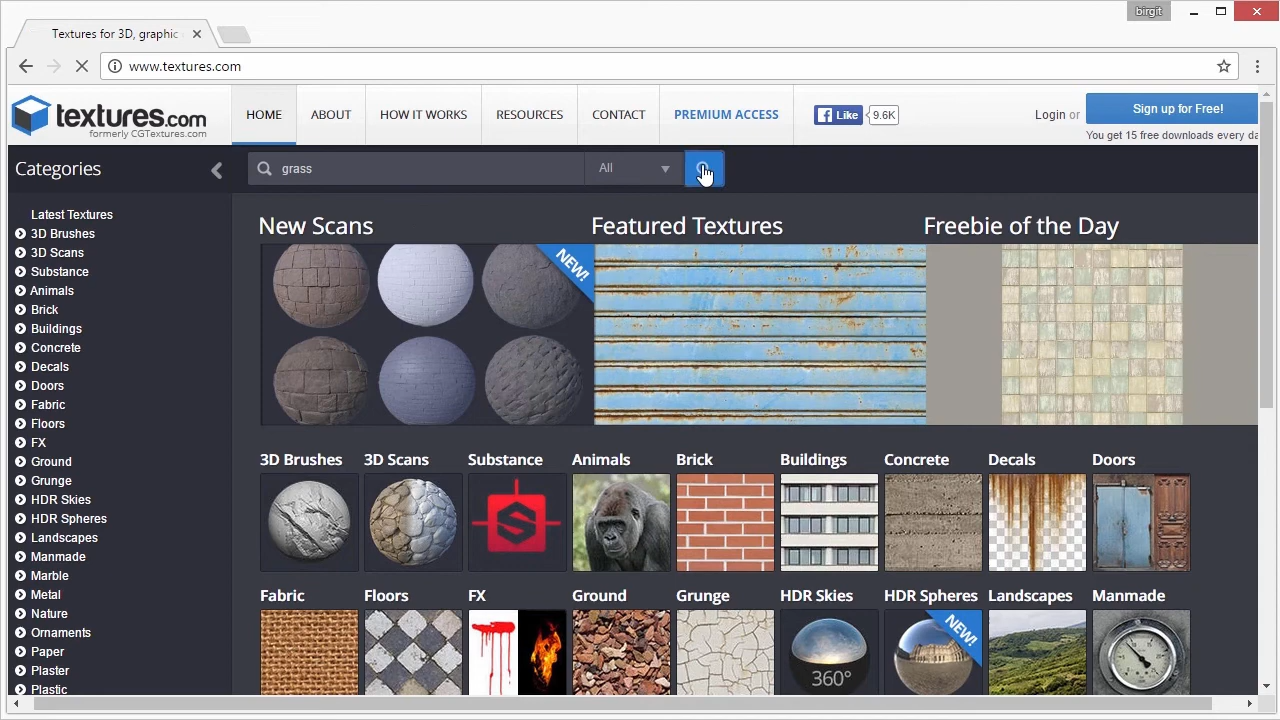 birgit
Textures for 3D, graphic
www.textures.com
textures.com
formerly CGTextures.com
HOME
ABOUT
HOW IT WORKS
RESOURCES
CONTACT
PREMIUM ACCESS
Like
9.6K
Login or
Sign up for Free!
You get 15 free downloads every da
Categories
grass
All
Latest Textures
3D Brushes
3D Scans
Substance
Animals
Brick
Buildings
Concrete
Decals
Doors
Fabric
Floors
FX
Ground
Grunge
HDR Skies
HDR Spheres
Landscapes
Manmade
Marble
Metal
Nature
Ornaments
Paper
Plaster
Plastic
New Scans
Featured Textures
Freebie of the Day
NEW!
3D Brushes
3D Scans
Substance
Animals
Brick
Buildings
Concrete
Decals
Doors
Fabric
Floors
FX
Ground
Grunge
HDR Skies
HDR Spheres
Landscapes
Manmade
NEW!
360°